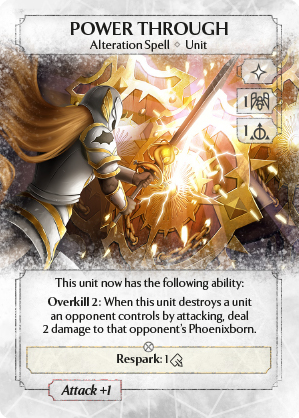 POWER THROUGH
Alteration Spell ◇ Unit
1
1
This unit now has the following ability:
Overkill 2: When this unit destroys a unit
an opponent controls by attacking, deal
2 damage to that opponent's Phoenixborn.
Respark: 1
Attack +1